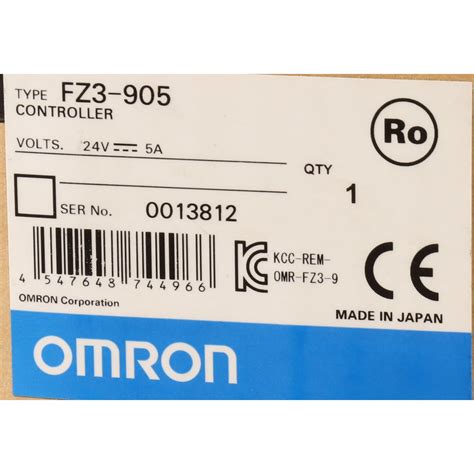 TYPE FZ3-905
CONTROLLER
Ro
VOLTS. 24V⎓ 5A
QTY 1
SER No. 0013812
4 547648 744966
KCC-REM-
OMR-FZ3-9
CE
OMRON Corporation
MADE IN JAPAN
OMRON